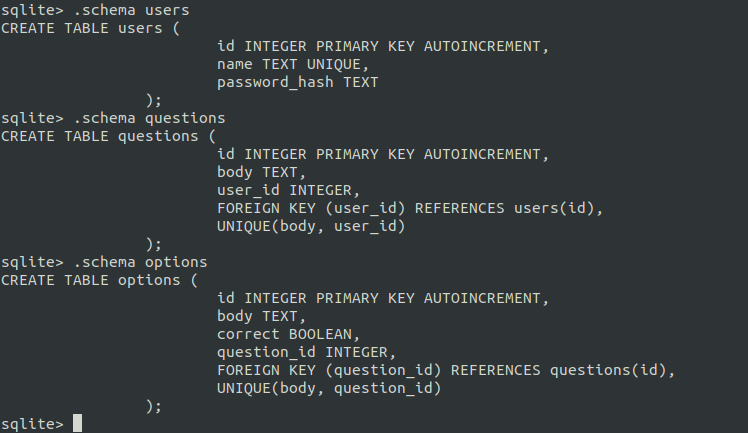 sqlite> .schema users
CREATE TABLE users (
id INTEGER PRIMARY KEY AUTOINCREMENT,
name TEXT UNIQUE,
password_hash TEXT
);
sqlite> .schema questions
CREATE TABLE questions (
id INTEGER PRIMARY KEY AUTOINCREMENT,
body TEXT,
user_id INTEGER,
FOREIGN KEY (user_id) REFERENCES users(id),
UNIQUE(body, user_id)
);
sqlite> .schema options
CREATE TABLE options (
id INTEGER PRIMARY KEY AUTOINCREMENT,
body TEXT,
correct BOOLEAN,
question_id INTEGER,
FOREIGN KEY (question_id) REFERENCES questions(id),
UNIQUE(body, question_id)
);
sqlite>